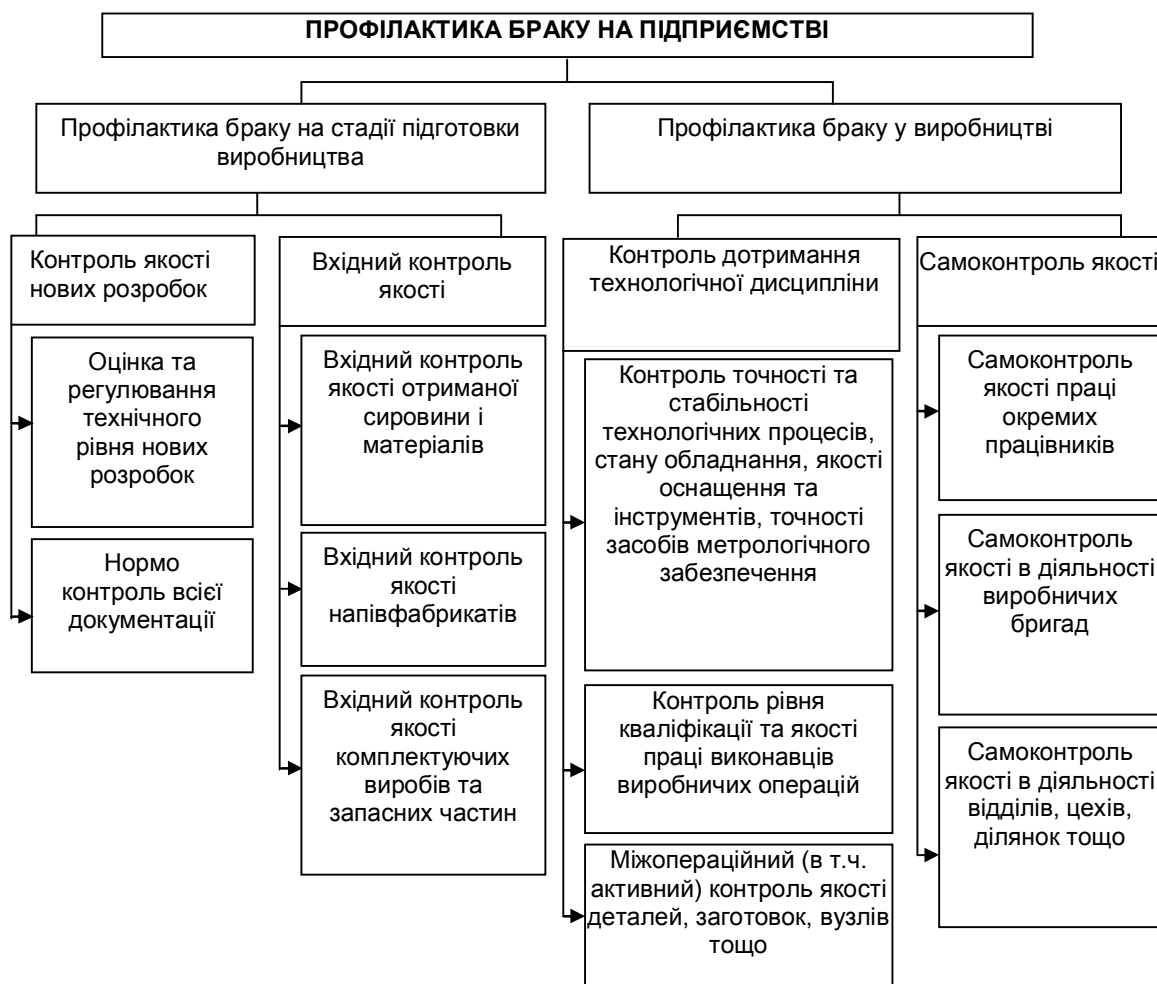 ПРОФІЛАКТИКА БРАКУ НА ПІДПРИЄМСТВІ
Профілактика браку на стадії підготовки
виробництва
Профілактика браку у виробництві
Контроль якості
нових розробок
Вхідний контроль
якості
Контроль дотримання
технологічної дисципліни
Самоконтроль якості
Оцінка та
регулювання
технічного
рівня нових
розробок
Нормо
контроль всієї
документації
Вхідний контроль
якості отриманої
сировини і
матеріалів
Вхідний контроль
якості
напівфабрикатів
Вхідний контроль
якості
комплектуючих
виробів та
запасних частин
Контроль точності та
стабільності
технологічних процесів,
стану обладнання, якості
оснащення та
інструментів, точності
засобів метрологічного
забезпечення
Контроль рівня
кваліфікації та якості
праці виконавців
виробничих операцій
Міжопераційний (в т.ч.
активний) контроль якості
деталей, заготовок, вузлів
тощо
Самоконтроль
якості праці
окремих
працівників
Самоконтроль
якості в діяльності
виробничих
бригад
Самоконтроль
якості в діяльності
відділів, цехів,
ділянок тощо